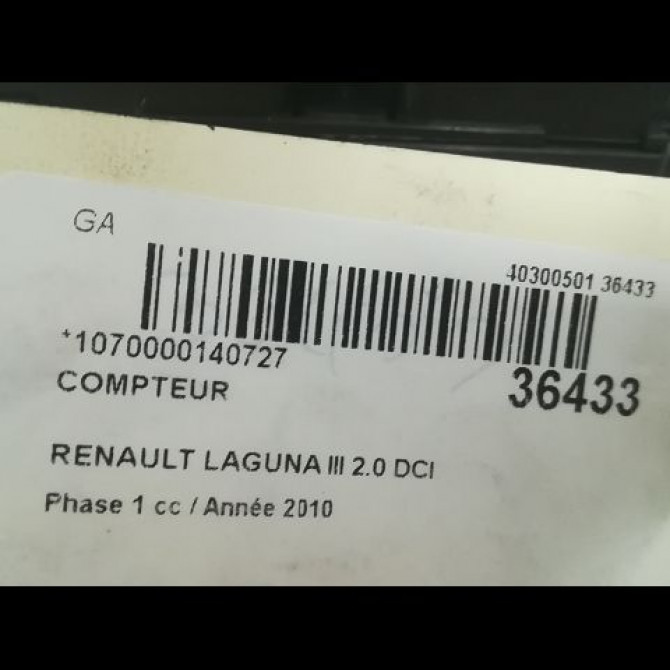 GA
40300501 36433
*1070000140727
36433
COMPTEUR
RENAULT LAGUNA III 2.0 DCI
Phase 1 cc / Année 2010